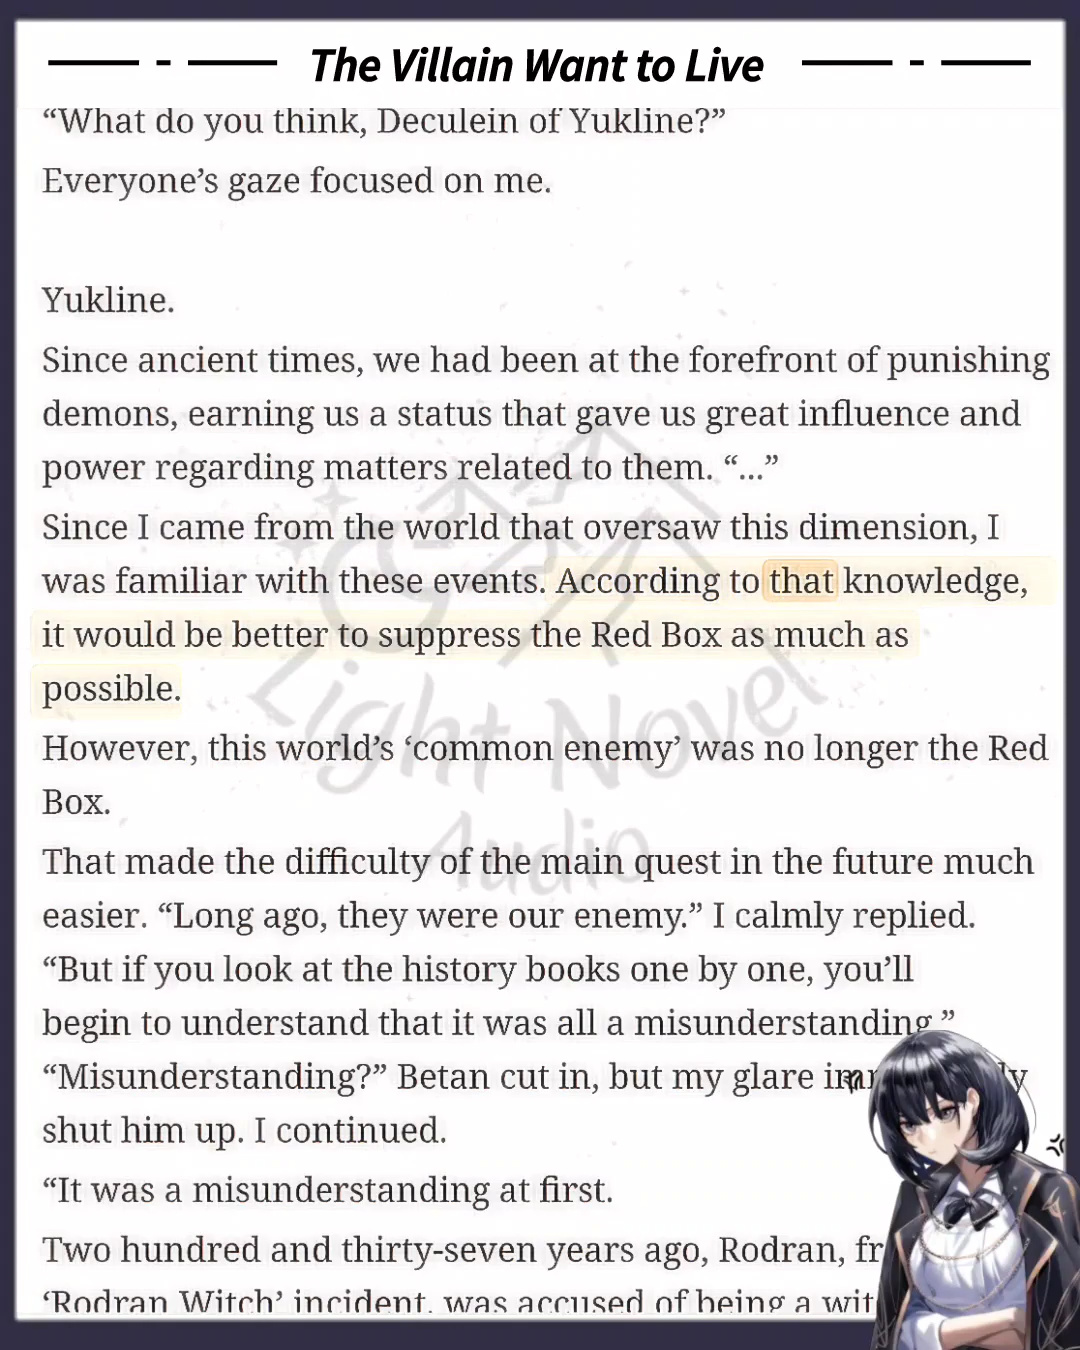 The Villain Want to Live
“What do you think, Deculein of Yukline?”
Everyone’s gaze focused on me.
Yukline.
Since ancient times, we had been at the forefront of punishing
demons, earning us a status that gave us great influence and
power regarding matters related to them. “...”
Since I came from the world that oversaw this dimension, I
was familiar with these events. According to that knowledge,
it would be better to suppress the Red Box as much as
possible.
However, this world’s ‘common enemy’ was no longer the Red
Box.
That made the difficulty of the main quest in the future much
easier. “Long ago, they were our enemy.” I calmly replied.
“But if you look at the history books one by one, you’ll
begin to understand that it was all a misunderstanding.”
“Misunderstanding?” Betan cut in, but my glare
shut him up. I continued.
“It was a misunderstanding at first.
Two hundred and thirty-seven years ago, Rodran,
‘Rodran Witch’ incident, was accused of being a
Light Novel
Audio